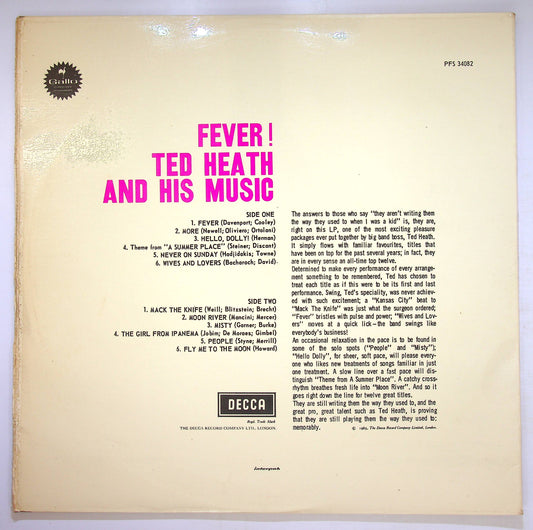 Gallo
PFS 34082
FEVER!
TED HEATH
AND HIS MUSIC
SIDE ONE
1. FEVER (Davenport; Cooley)
2. MORE (Newell; Oliviero; Ortolani)
3. HELLO, DOLLY! (Herman)
4. Theme from "A SUMMER PLACE" (Steiner; Discant)
5. NEVER ON SUNDAY (Hadjidakis; Towne)
6. WIVES AND LOVERS (Bacharach; David).
SIDE TWO
1. MACK THE KNIFE (Weill; Blitzstein; Brecht)
2. MOON RIVER (Mancini; Mercer)
3. MISTY (Garner; Burke)
4. THE GIRL FROM IPANEMA (Jobim; De Moraes; Gimbel)
5. PEOPLE (Styne; Merrill)
6. FLY ME TO THE MOON (Howard)
The answers to those who say "they aren't writing them
the way they used to when I was a kid" is, they are,
right on this LP, one of the most exciting pleasure
packages ever put together by big band boss, Ted Heath.
It simply flows with familiar favourites, titles that
have been on top for the past several years; in fact, they
are in every sense an all-time top twelve.
Determined to make every performance of every arrange-
ment something to be remembered, Ted has chosen to
treat each title as if this were to be its first and last
performance. Swing, Ted's speciality, was never achiev-
ed with such excitement; a "Kansas City" beat to
"Mack The Knife" was just what the surgeon ordered;
"Fever" bristles with pulse and power; "Wives and Lov-
ers" moves at a quick lick—the band swings like
everybody's business!
An occasional relaxation in the pace is to be found in
some of the solo spots ("People" and "Misty");
"Hello Dolly", for sheer, soft pace, will please every-
one who likes new treatments of songs familiar in just
one treatment. A slow line over a fast pace will dis-
tinguish "Theme from A Summer Place". A catchy cross-
rhythm breathes fresh life into "Moon River". And so it
goes right down the line for twelve great titles.
They are still writing them the way they used to, and the
great pro, great talent such as Ted Heath, is proving
that they are still playing them the way they used to;
memorably.
© 1965, The Decca Record Company Limited, London.
DECCA
Regd. Trade Mark
THE DECCA RECORD COMPANY LTD., LONDON.